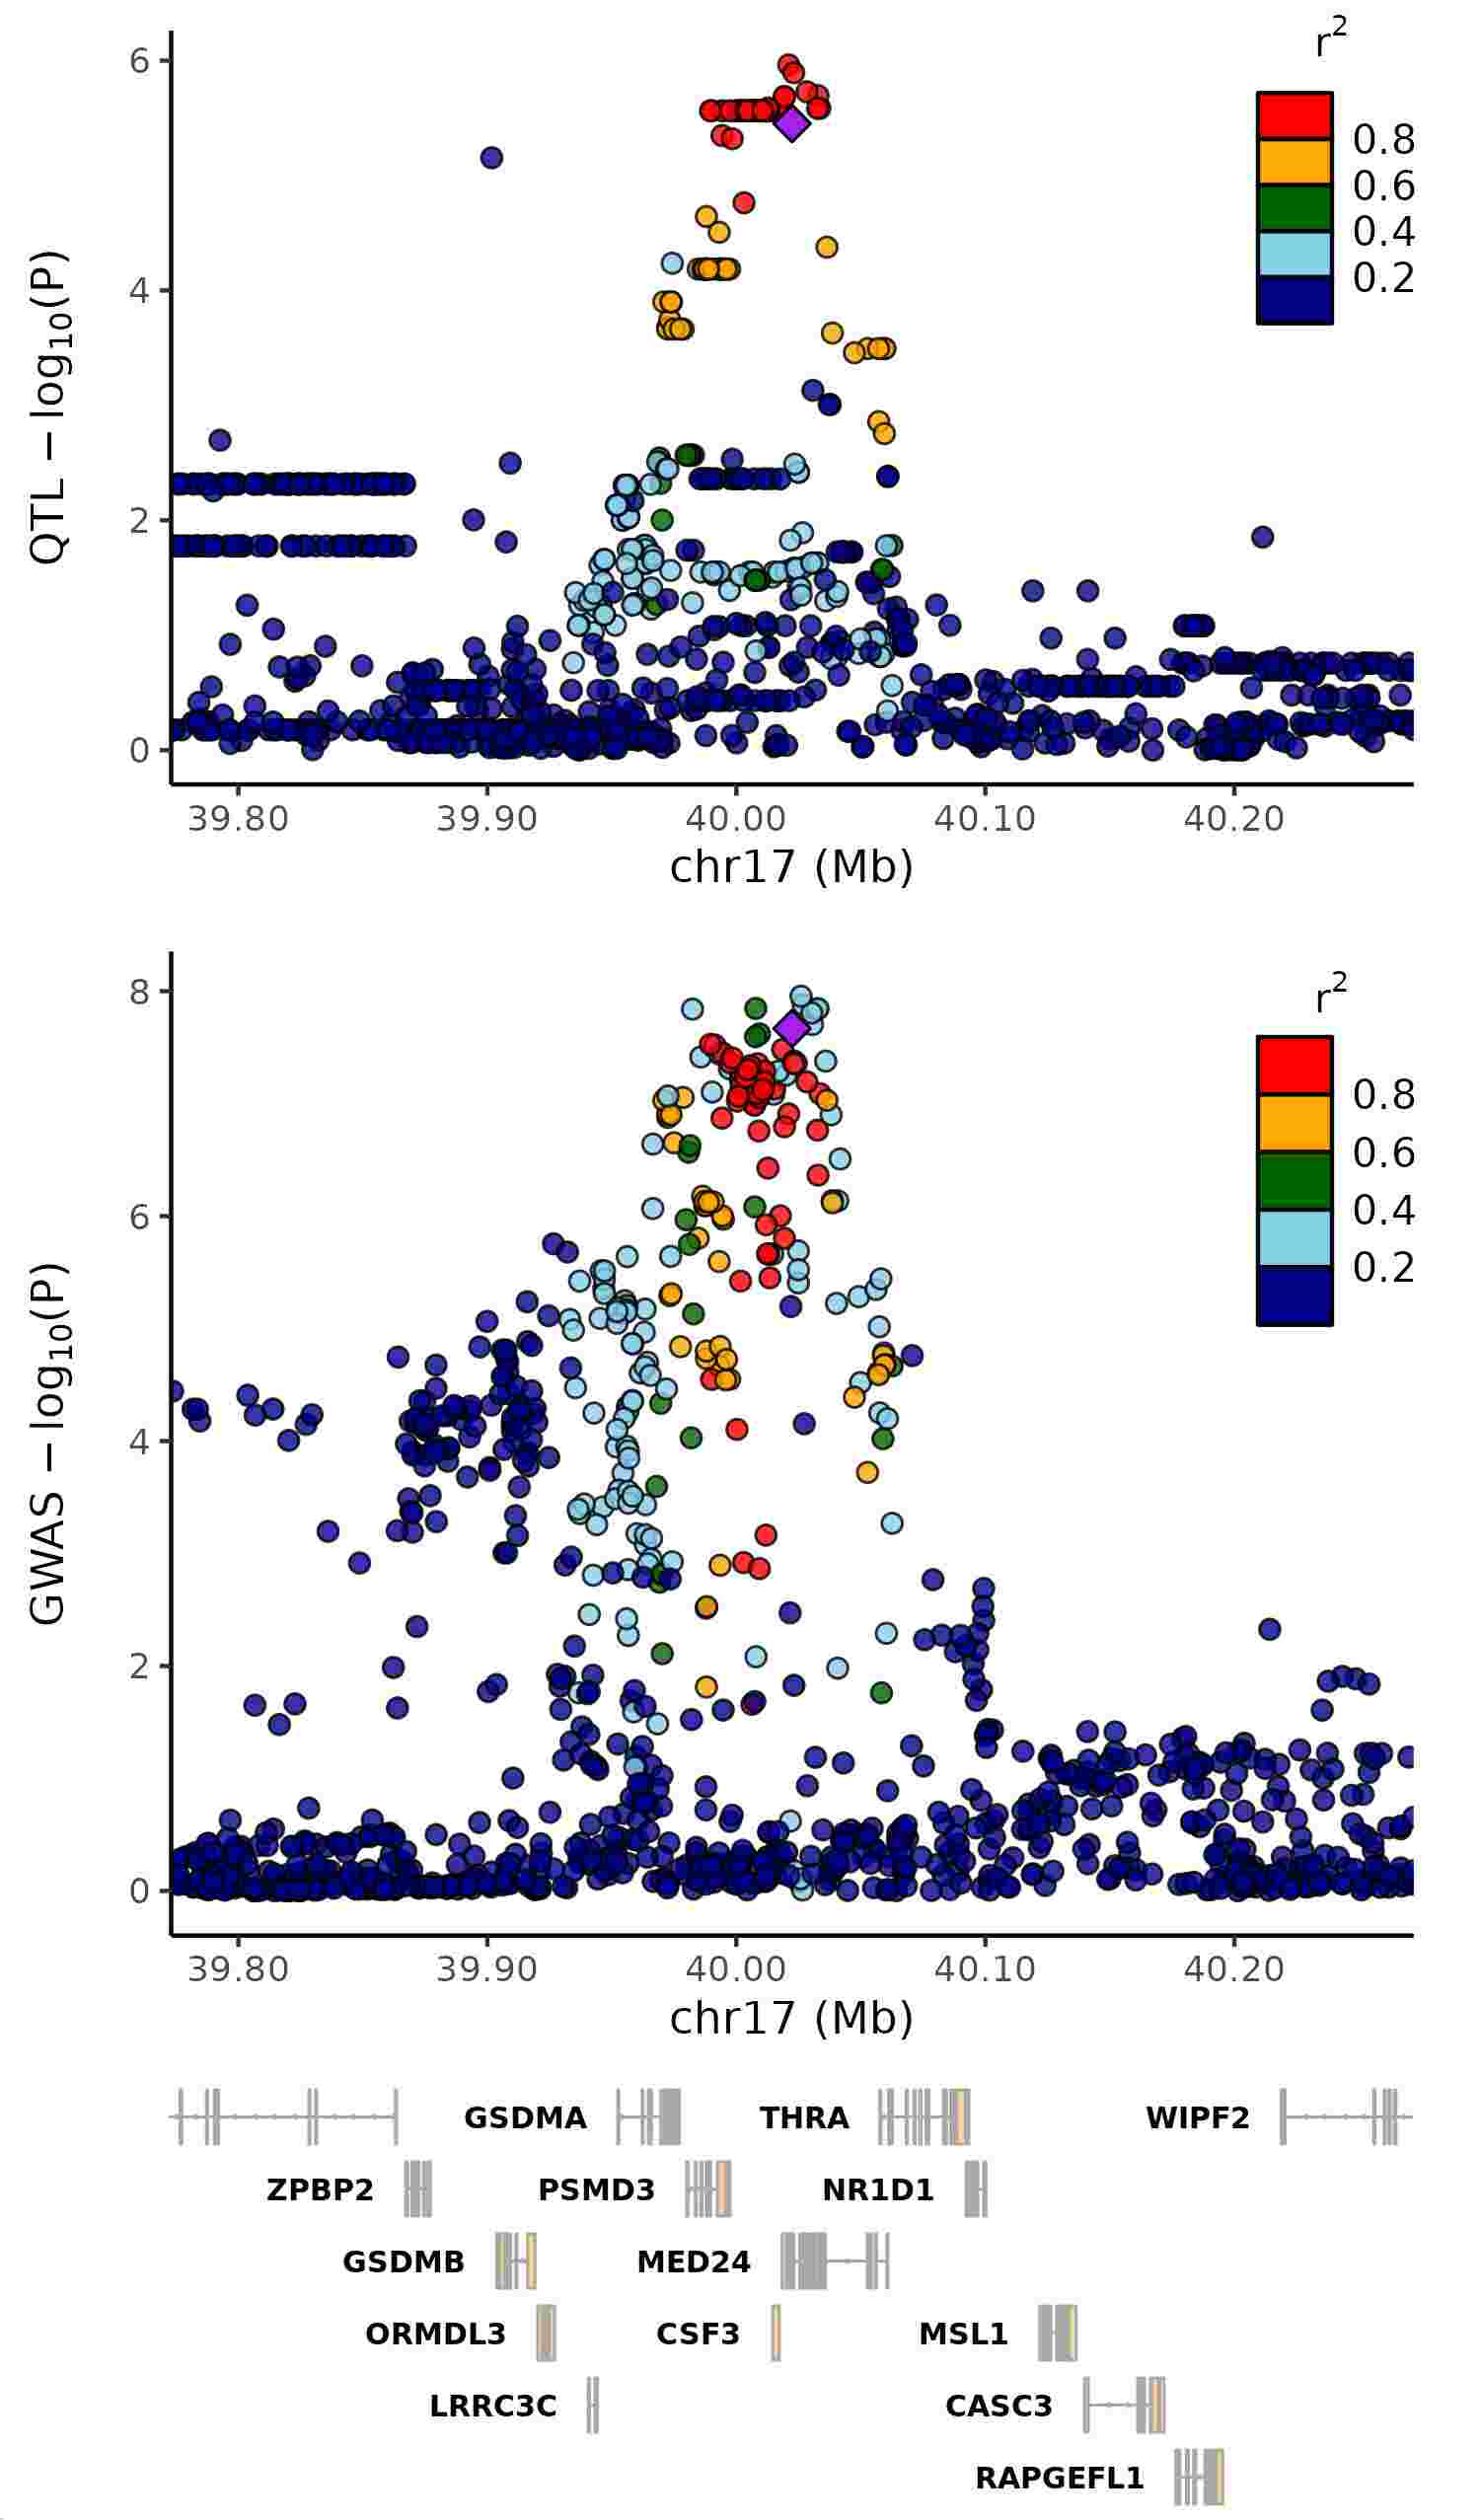 r2
6
4
2
0
0.8
0.6
0.4
0.2
QTL −log10(P)
39.80 39.90 40.00 40.10 40.20
chr17 (Mb)
r2
8
6
4
2
0
0.8
0.6
0.4
0.2
GWAS −log10(P)
39.80 39.90 40.00 40.10 40.20
chr17 (Mb)
GSDMA THRA WIPF2
ZPBP2 PSMD3 NR1D1
GSDMB MED24
ORMDL3 CSF3 MSL1
LRRC3C CASC3
RAPGEFL1